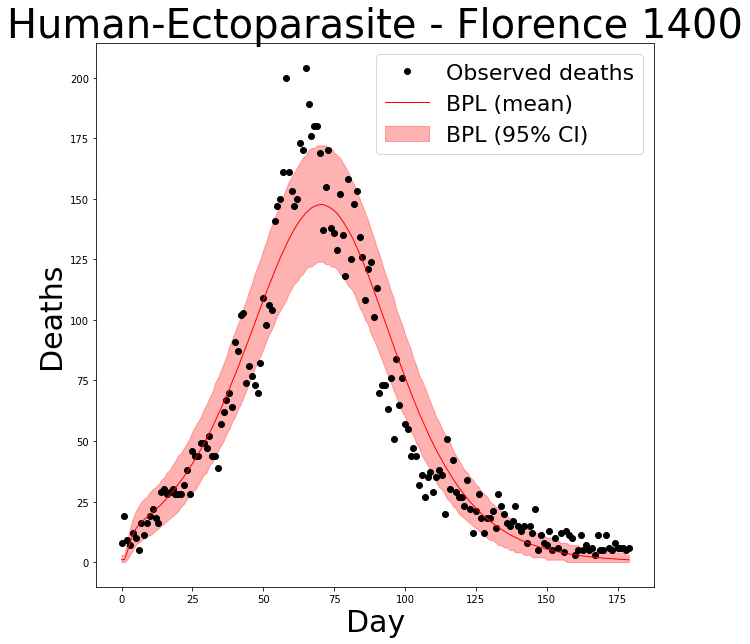 Human-Ectoparasite - Florence 1400
Observed deaths
BPL (mean)
BPL (95% CI)
Deaths
200
175
150
125
100
75
50
25
0
0 25 50 75 100 125 150 175
Day